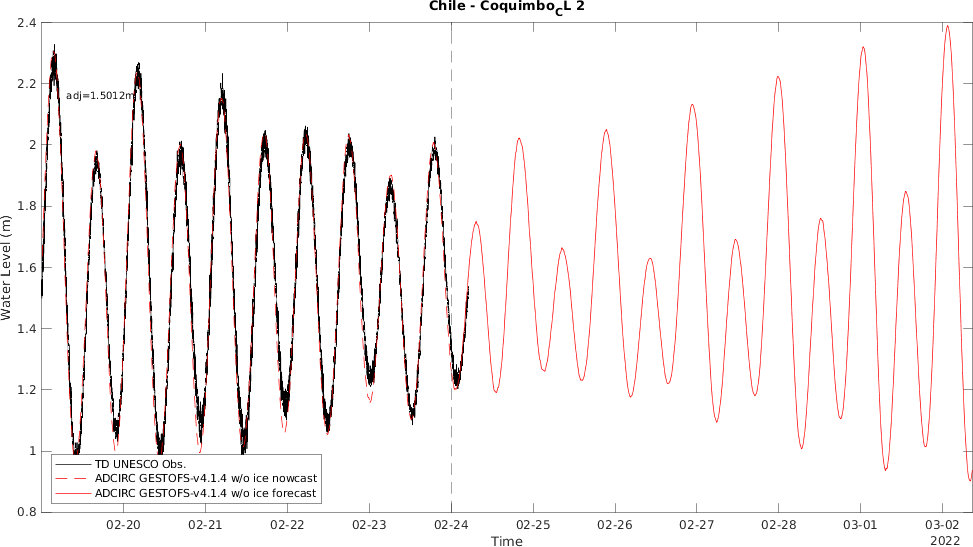 Chile - CoquimboCL 2
2.4
2.2
adj=1.5012m
2
1.8
1.6
1.4
1.2
1
0.8
Water Level (m)
TD UNESCO Obs.
ADCIRC GESTOFS-v4.1.4 w/o ice nowcast
ADCIRC GESTOFS-v4.1.4 w/o ice forecast
02-20 02-21 02-22 02-23 02-24 02-25 02-26 02-27 02-28 03-01 03-02
Time
2022